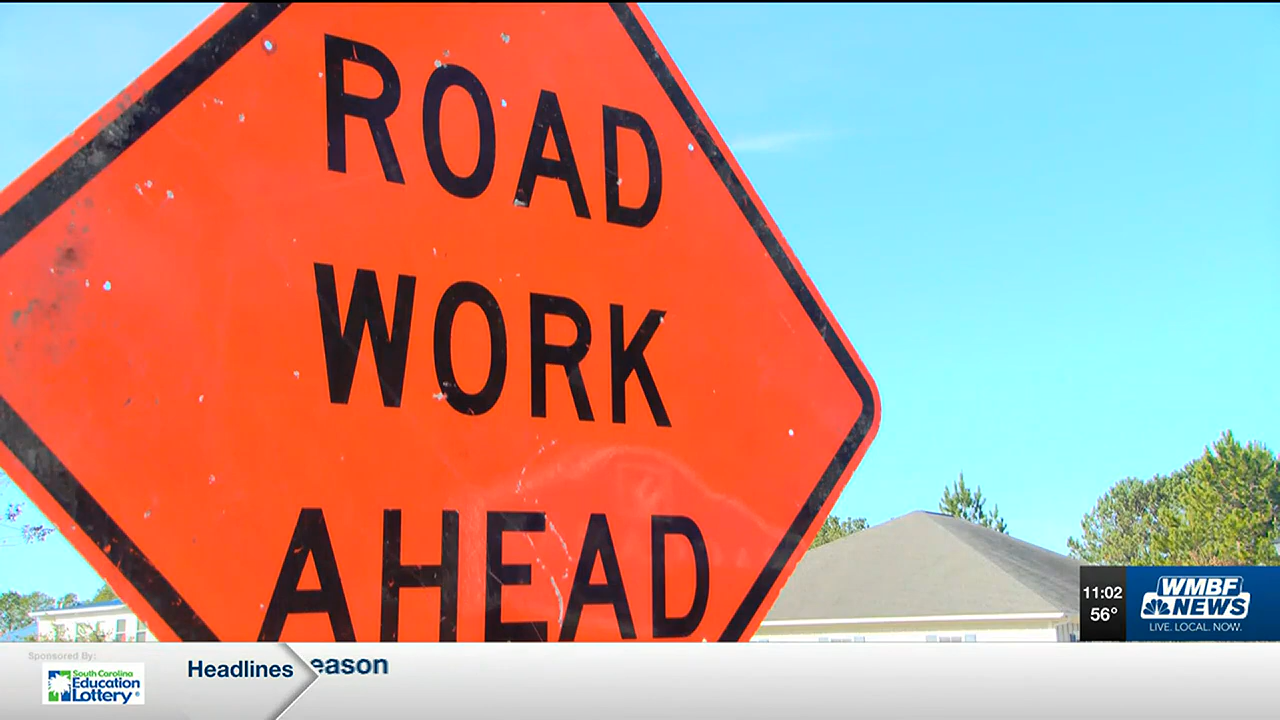 ROAD
WORK
AHEAD
11:02
56°
WMBF
NEWS
LIVE. LOCAL. NOW.
Sponsored By:
South Carolina
Education
Lottery
Headlines
eason